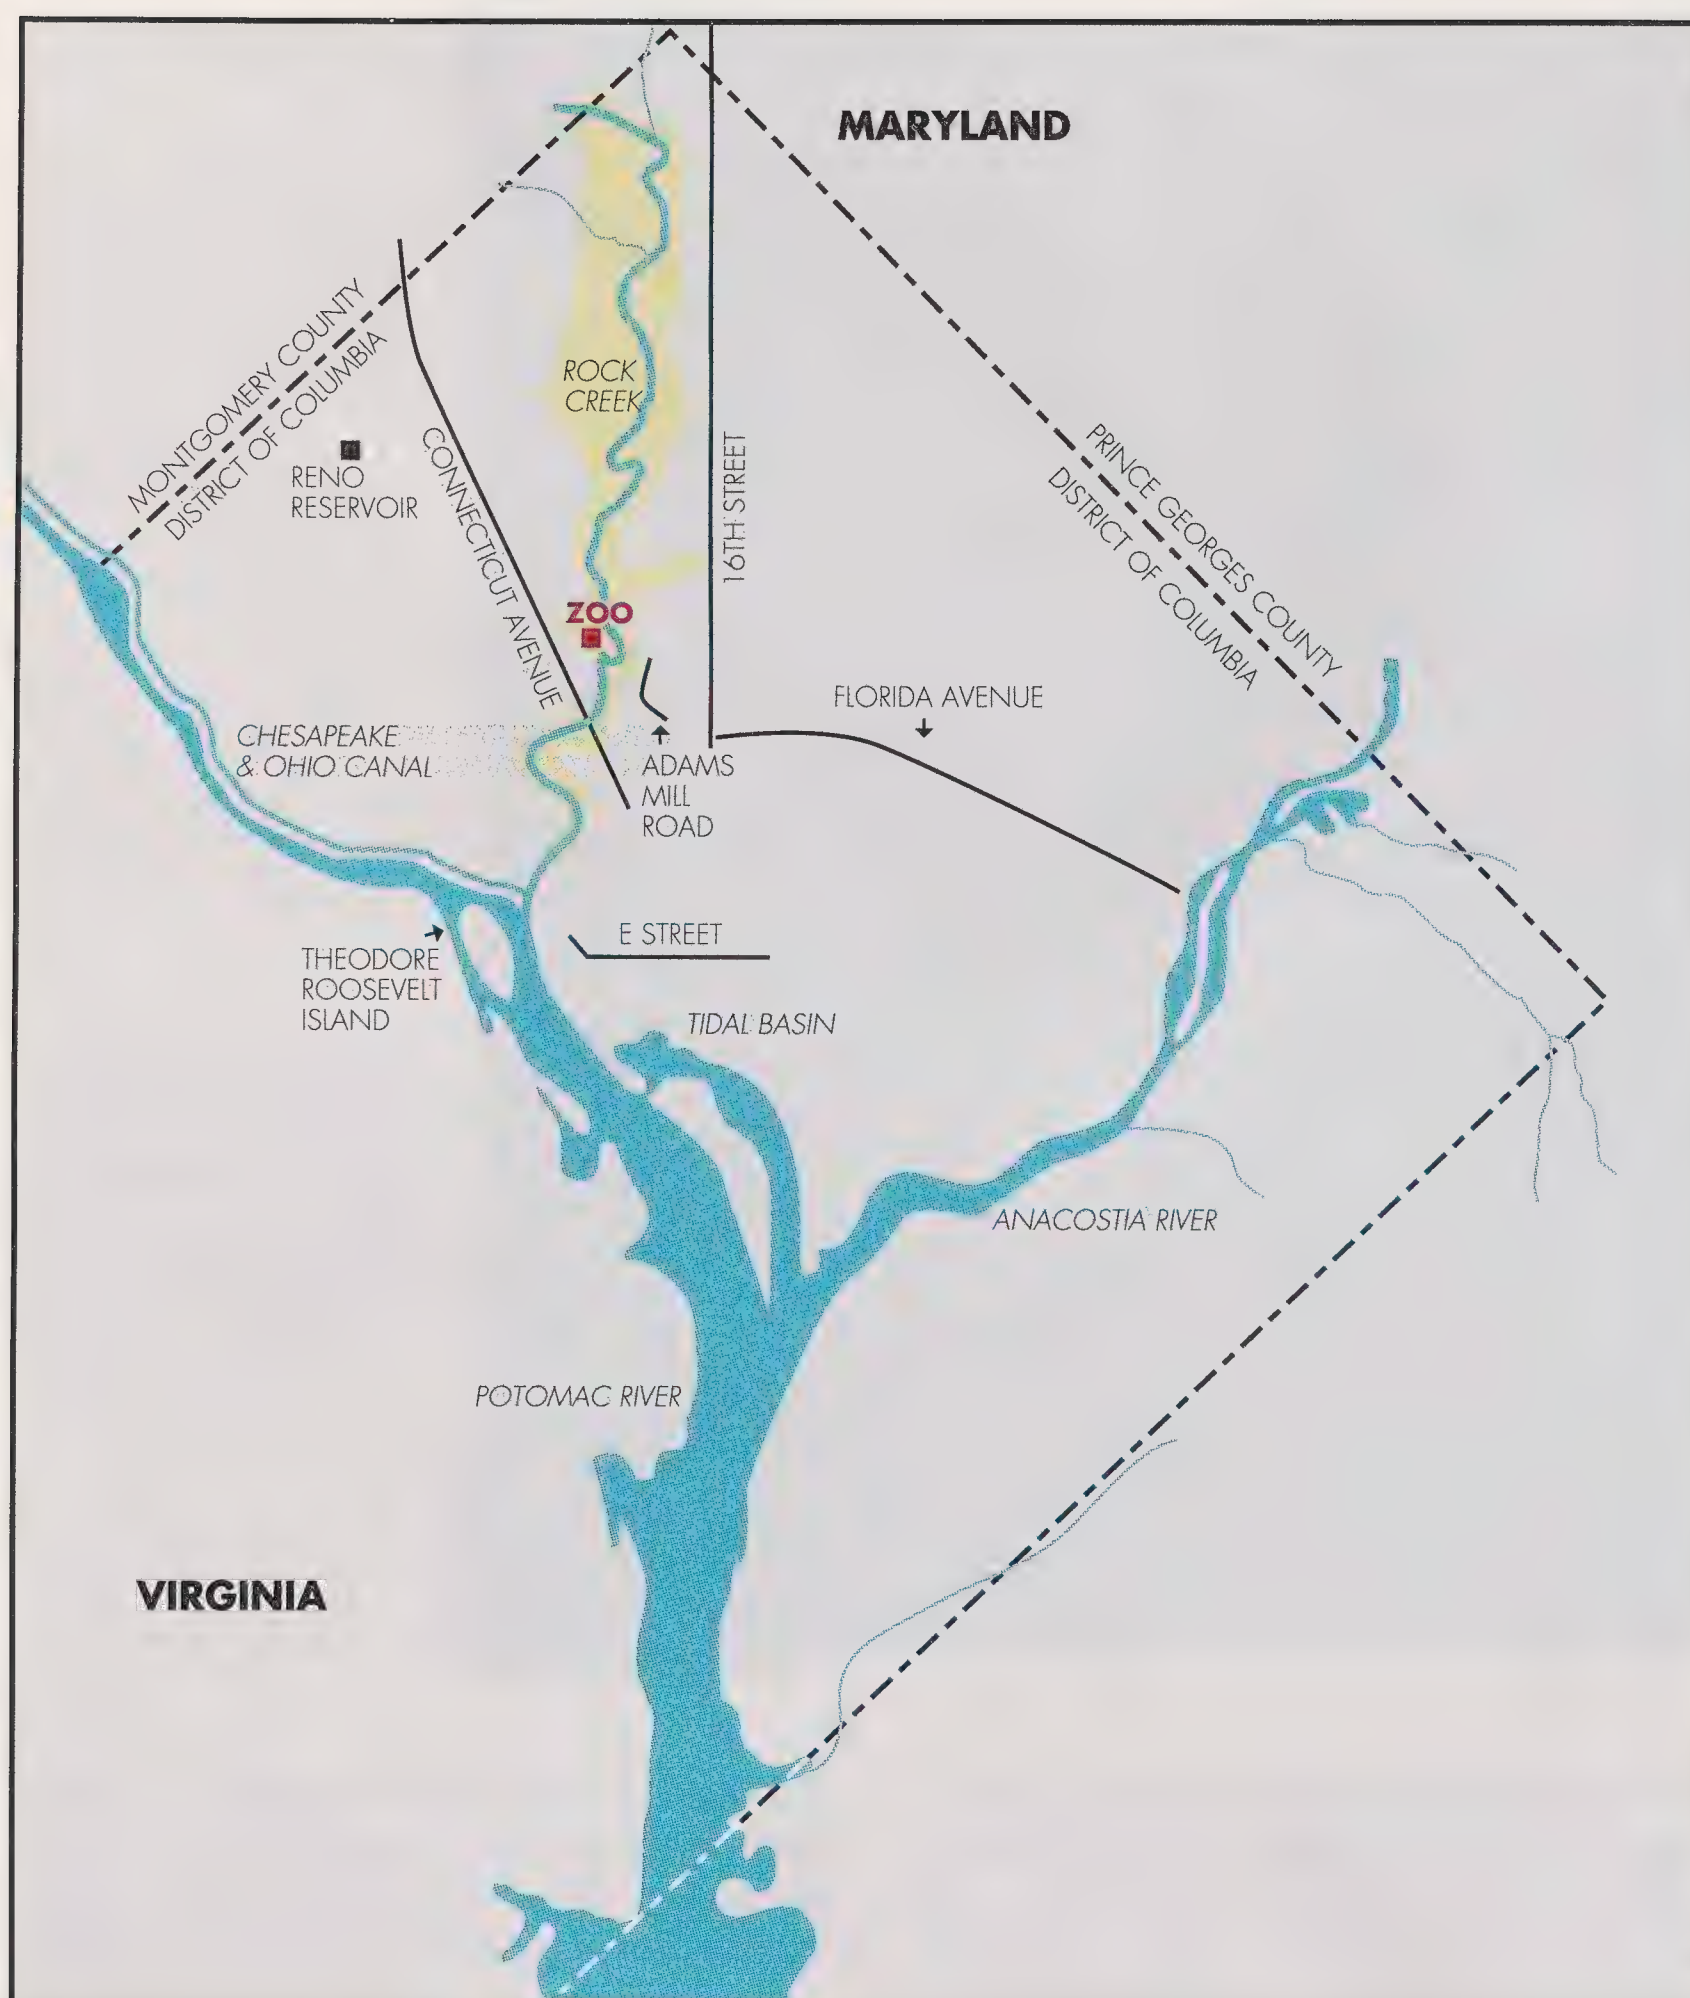 MARYLAND
MONTGOMERY COUNTY
DISTRICT OF COLUMBIA
ROCK
CREEK
RENO
RESERVOIR
CONNECTICUT AVENUE
16TH STREET
PRINCE GEORGES COUNTY
DISTRICT OF COLUMBIA
ZOO
FLORIDA AVENUE
CHESAPEAKE
& OHIO CANAL
ADAMS
MILL
ROAD
E STREET
THEODORE
ROOSEVELT
ISLAND
TIDAL BASIN
ANACOSTIA RIVER
POTOMAC RIVER
VIRGINIA